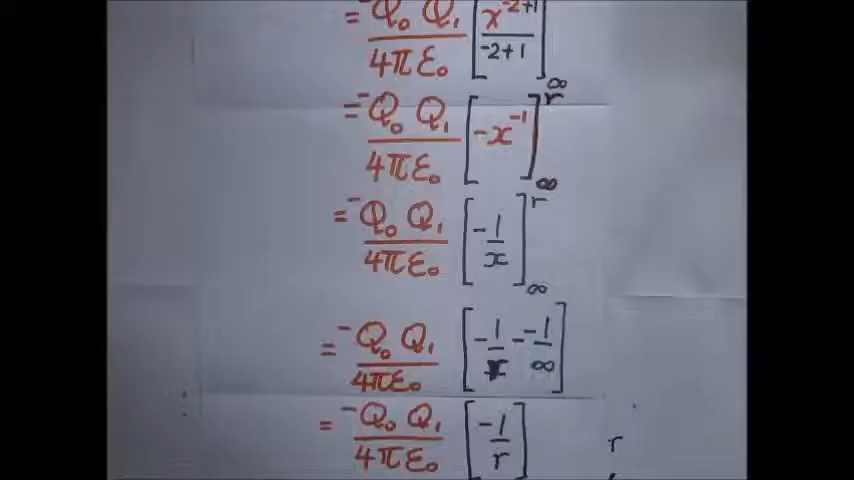 = -Q₀ Q₁ / 4πε₀ [x⁻²⁺¹ / -2+1]∞
= -Q₀ Q₁ / 4πε₀ [-x⁻¹]ʳ∞
= -Q₀ Q₁ / 4πε₀ [-1/x]ʳ∞
= -Q₀ Q₁ / 4πε₀ [-1/r - -1/∞]
= -Q₀ Q₁ / 4πε₀ [-1/r]
r